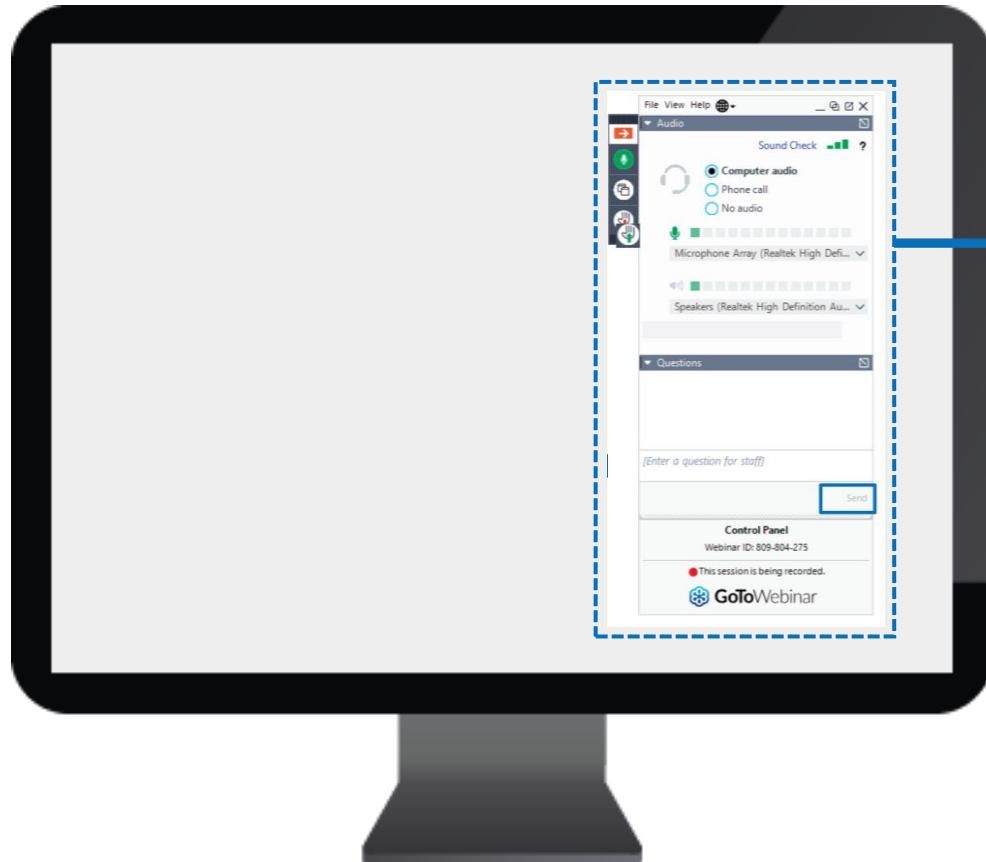 File View Help
Audio
Sound Check ?
Computer audio
Phone call
No audio
Microphone Array (Realtek High Defi...
Speakers (Realtek High Definition Au...
Questions
[Enter a question for staff]
Send
Control Panel
Webinar ID: 809-804-275
This session is being recorded.
GoToWebinar